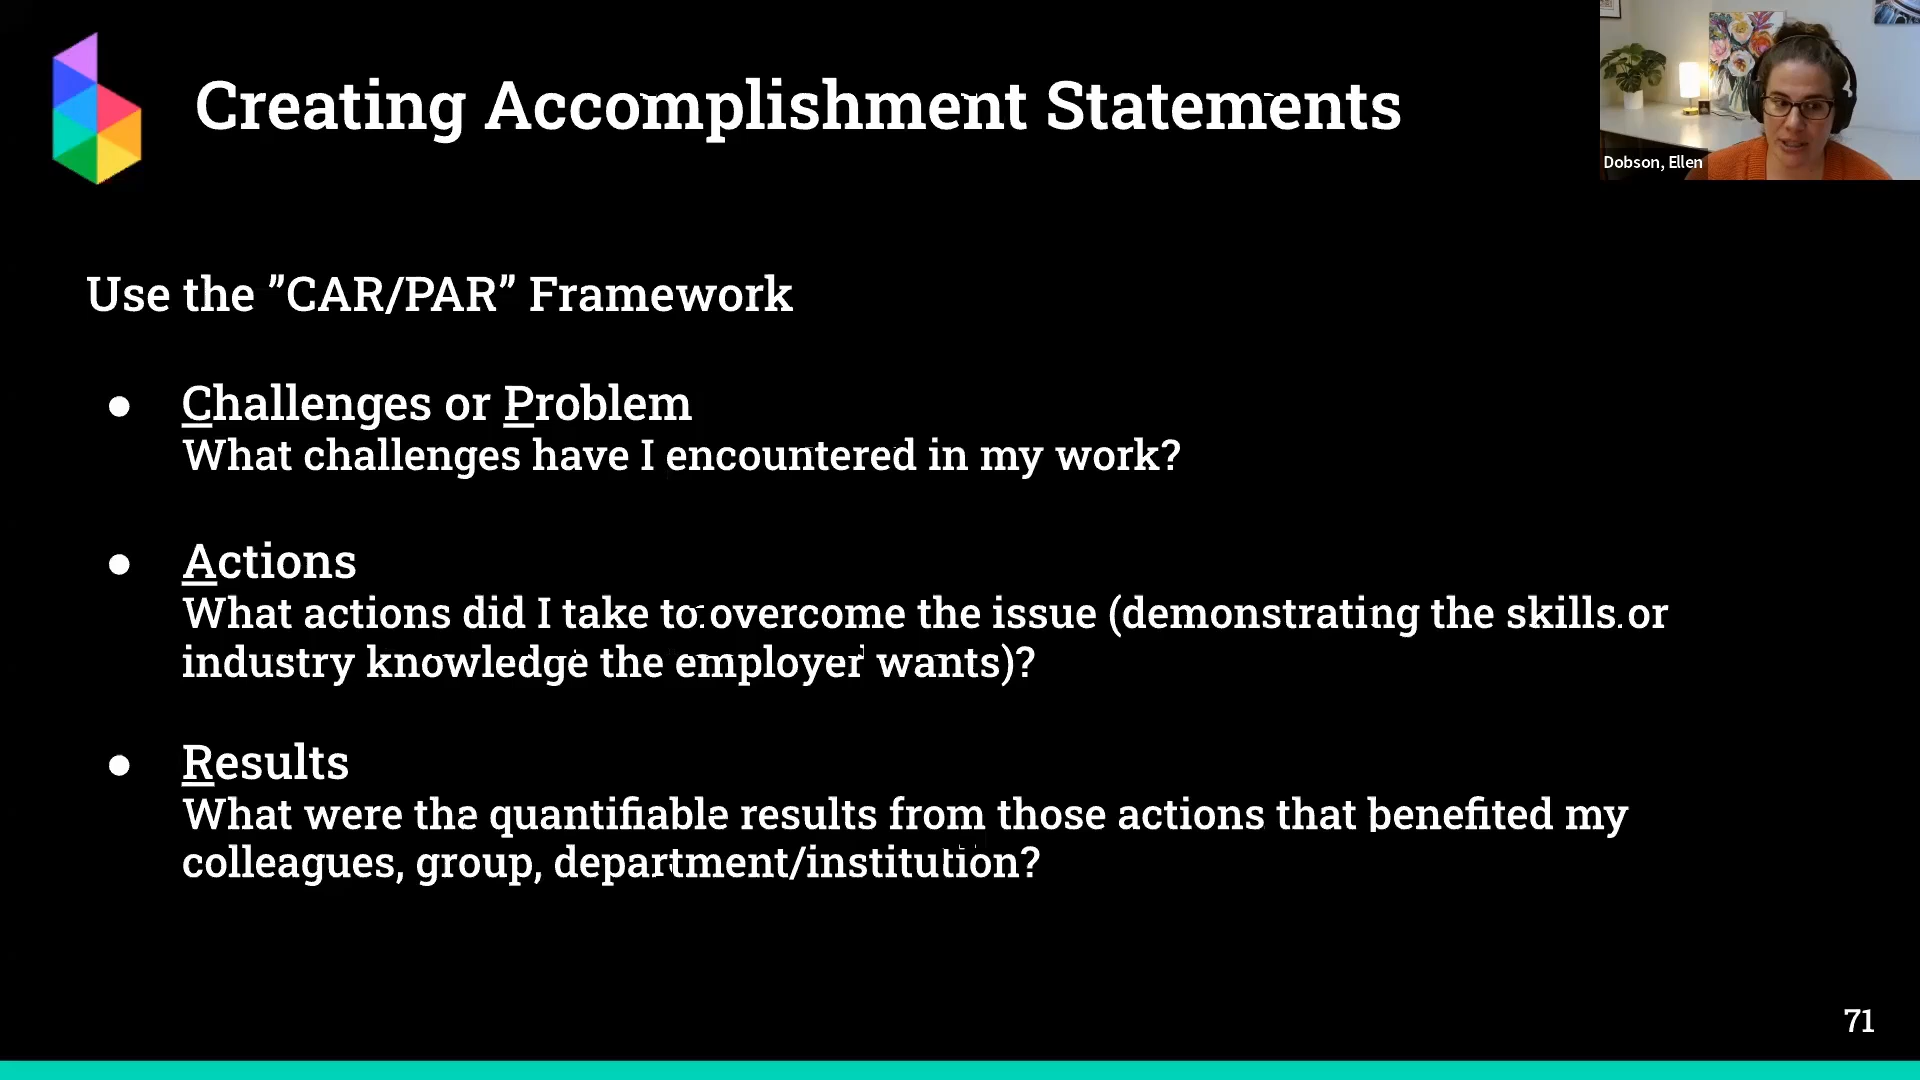 Creating Accomplishment Statements
Dobson, Ellen
Use the ”CAR/PAR” Framework
● Challenges or Problem
What challenges have I encountered in my work?
● Actions
What actions did I take to overcome the issue (demonstrating the skills or
industry knowledge the employer wants)?
● Results
What were the quantifiable results from those actions that benefited my
colleagues, group, department/institution?
71